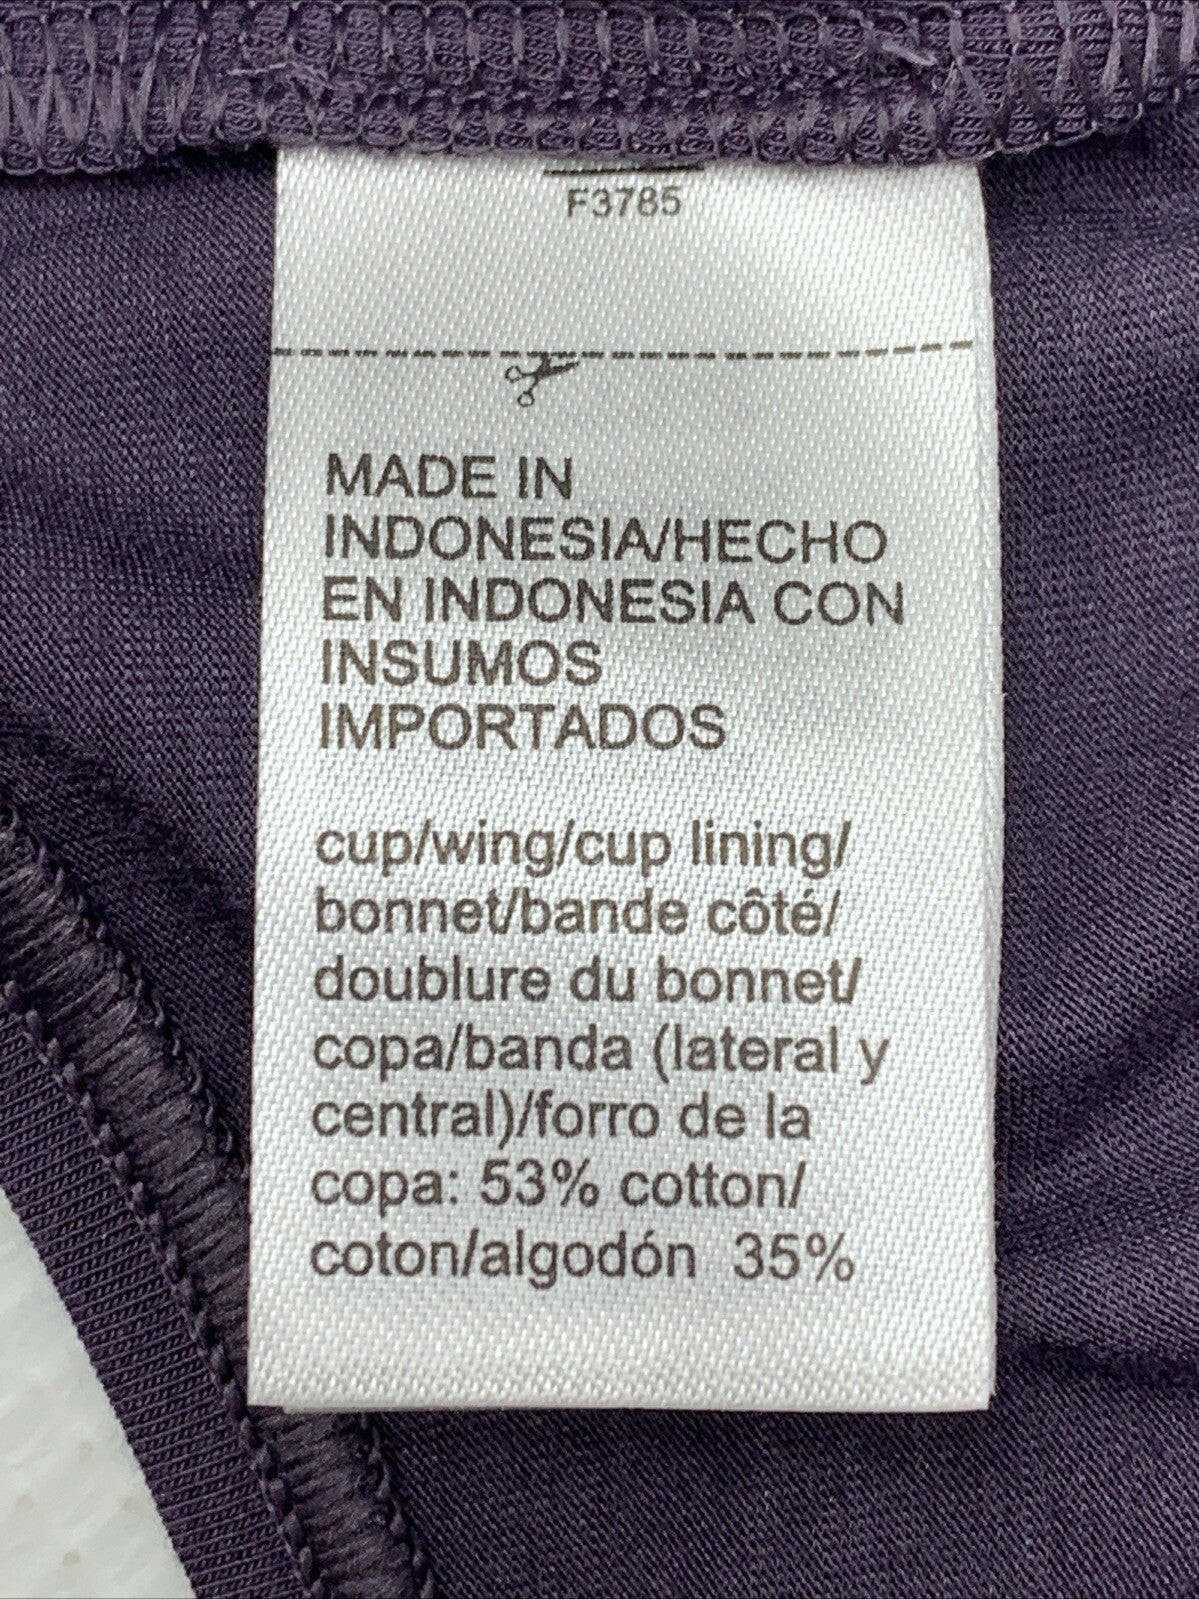 F3785
MADE IN
INDONESIA/HECHO
EN INDONESIA CON
INSUMOS
IMPORTADOS
cup/wing/cup lining/
bonnet/bande côté/
doublure du bonnet/
copa/banda (lateral y
central)/forro de la
copa: 53% cotton/
coton/algodón 35%